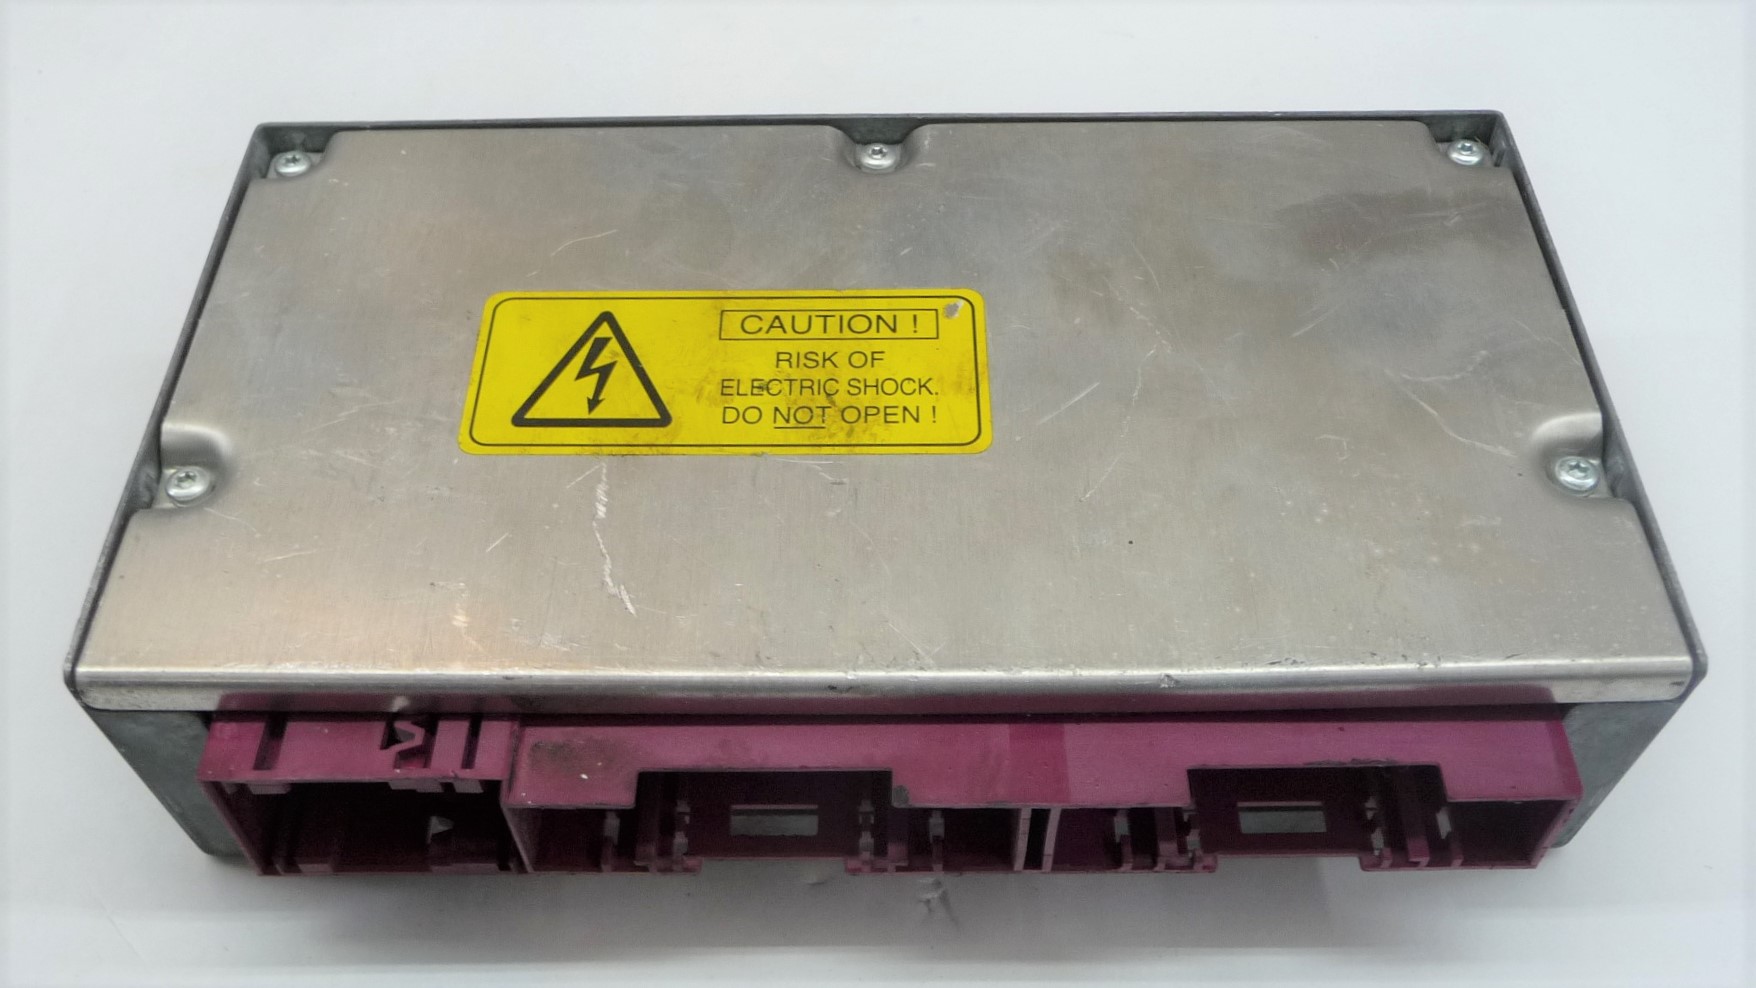 CAUTION !
RISK OF
ELECTRIC SHOCK.
DO NOT OPEN !